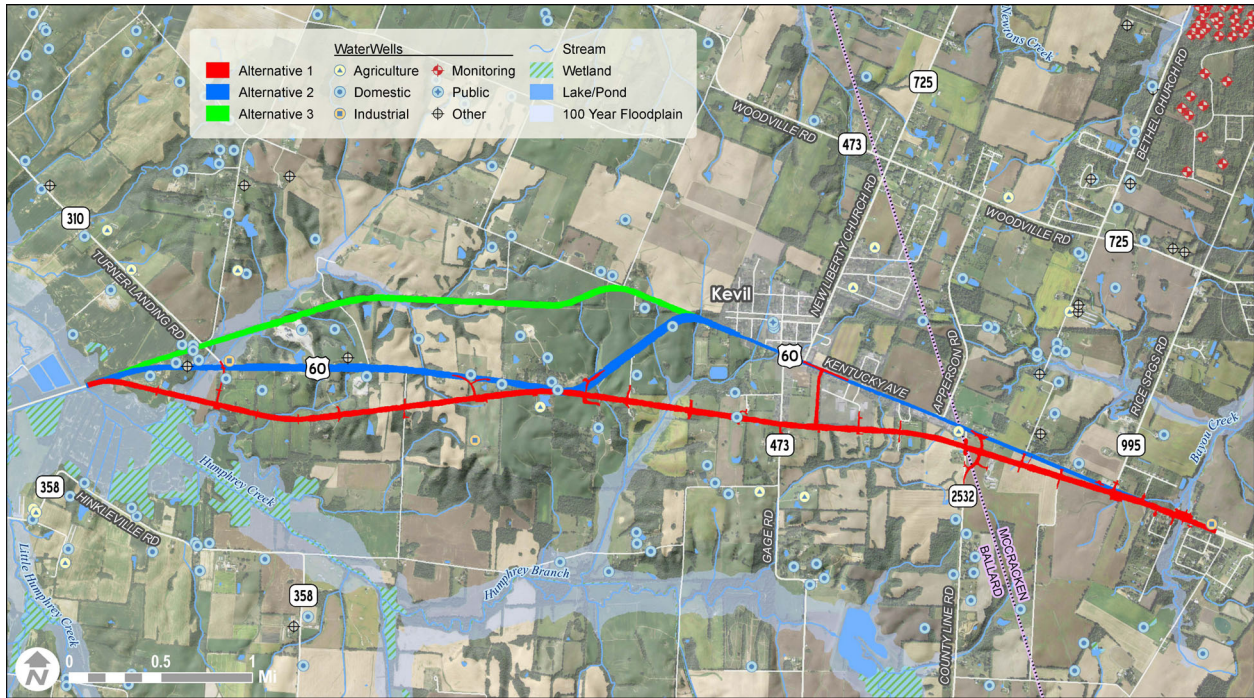 WaterWells
Alternative 1
Alternative 2
Alternative 3
Agriculture
Domestic
Industrial
Monitoring
Public
Other
Stream
Wetland
Lake/Pond
100 Year Floodplain
Newtons Creek
BETHEL CHURCH RD
725
WOODVILLE RD
473
310
TURNER LANDING RD
NEW LIBERTY CHURCH RD
WOODVILLE RD
725
Kevil
60
60
KENTUCKY AVE
APPERSON RD
RICE SPGS RD
Bayou Creek
473
995
358
HINKLEVILLE RD
Humphrey Creek
2532
GAGE RD
MCCRACKEN
BALLARD
Little Humphrey Creek
Humphrey Branch
358
COUNTY LINE RD
N
0 0.5 1
Mi